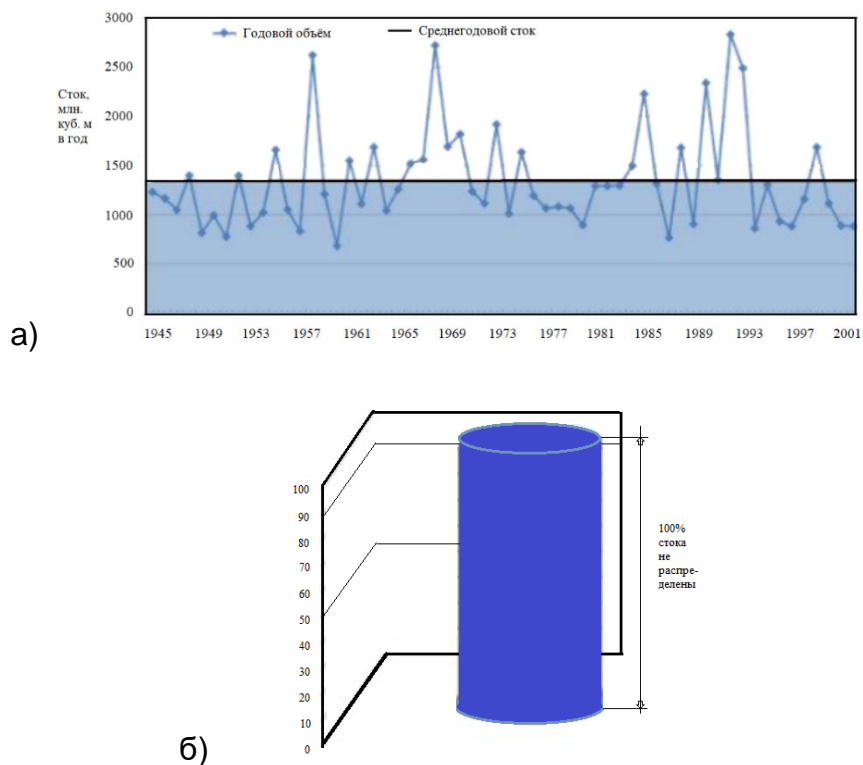 3000
Годовой объём
Среднегодовой сток
2500
Сток,
млн.
куб. м
в год
2000
1500
1000
500
0
1945 1949 1953 1957 1961 1965 1969 1973 1977 1981 1985 1989 1993 1997 2001
а)
100
90
80
70
60
50
40
30
20
10
0
100%
стока
не
распре-
делены
б)